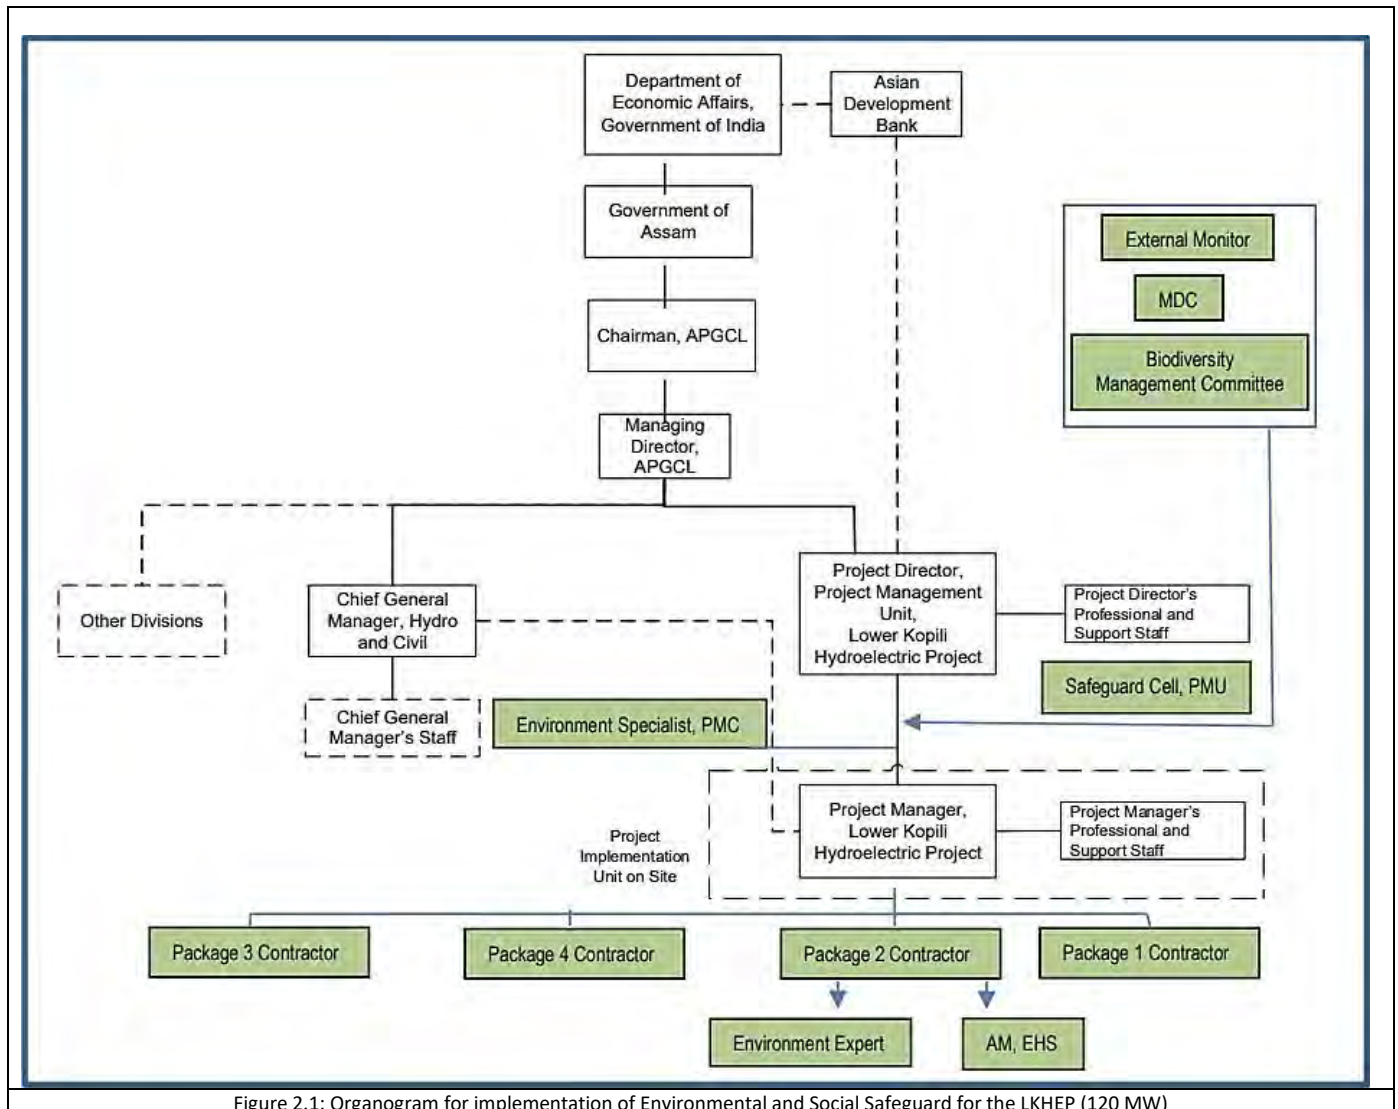 Department of
Economic Affairs,
Government of India
Asian
Development
Bank
Government of
Assam
External Monitor
MDC
Biodiversity
Management Committee
Chairman, APGCL
Managing
Director,
APGCL
Other Divisions
Chief General
Manager, Hydro
and Civil
Project Director,
Project Management
Unit,
Lower Kopili
Hydroelectric Project
Project Director's
Professional and
Support Staff
Safeguard Cell, PMU
Chief General
Manager's Staff
Environment Specialist, PMC
Project
Implementation
Unit on Site
Project Manager,
Lower Kopili
Hydroelectric Project
Project Manager's
Professional and
Support Staff
Package 3 Contractor
Package 4 Contractor
Package 2 Contractor
Package 1 Contractor
Environment Expert
AM, EHS
Figure 2.1: Organogram for implementation of Environmental and Social Safeguard for the LKHEP (120 MW)